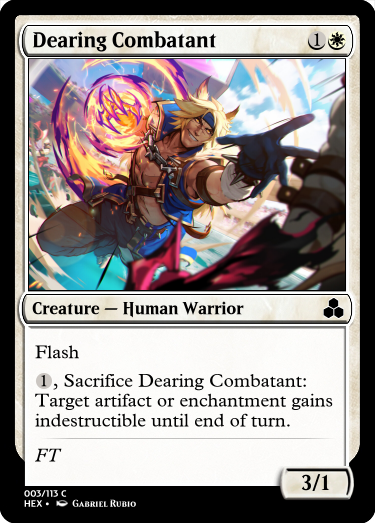 Dearing Combatant 1
Creature — Human Warrior
Flash
1, Sacrifice Dearing Combatant:
Target artifact or enchantment gains
indestructible until end of turn.
FT
3/1
003/113 C
HEX • Gabriel Rubio